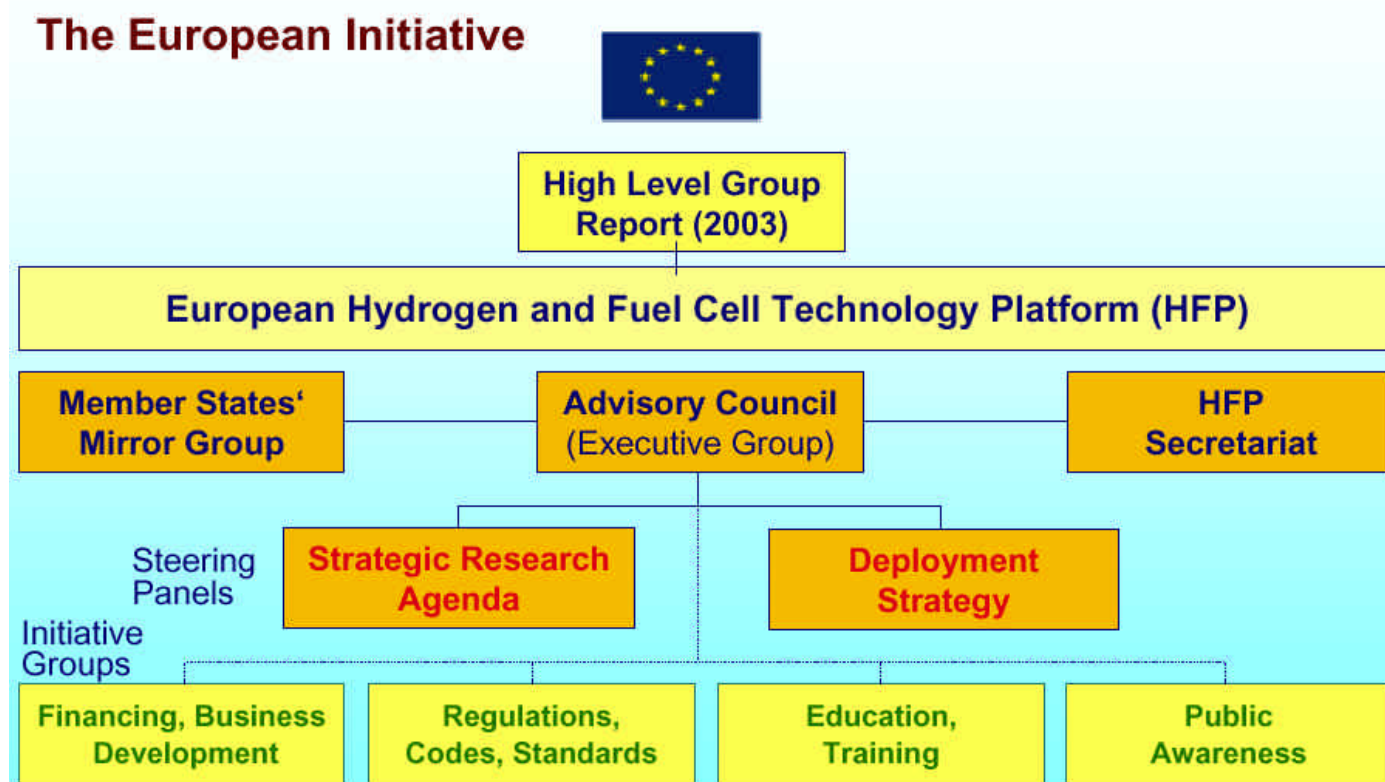 The European Initiative
High Level Group
Report (2003)
European Hydrogen and Fuel Cell Technology Platform (HFP)
Member States‘
Mirror Group
Advisory Council
(Executive Group)
HFP
Secretariat
Steering
Panels
Strategic Research
Agenda
Deployment
Strategy
Initiative
Groups
Financing, Business
Development
Regulations,
Codes, Standards
Education,
Training
Public
Awareness